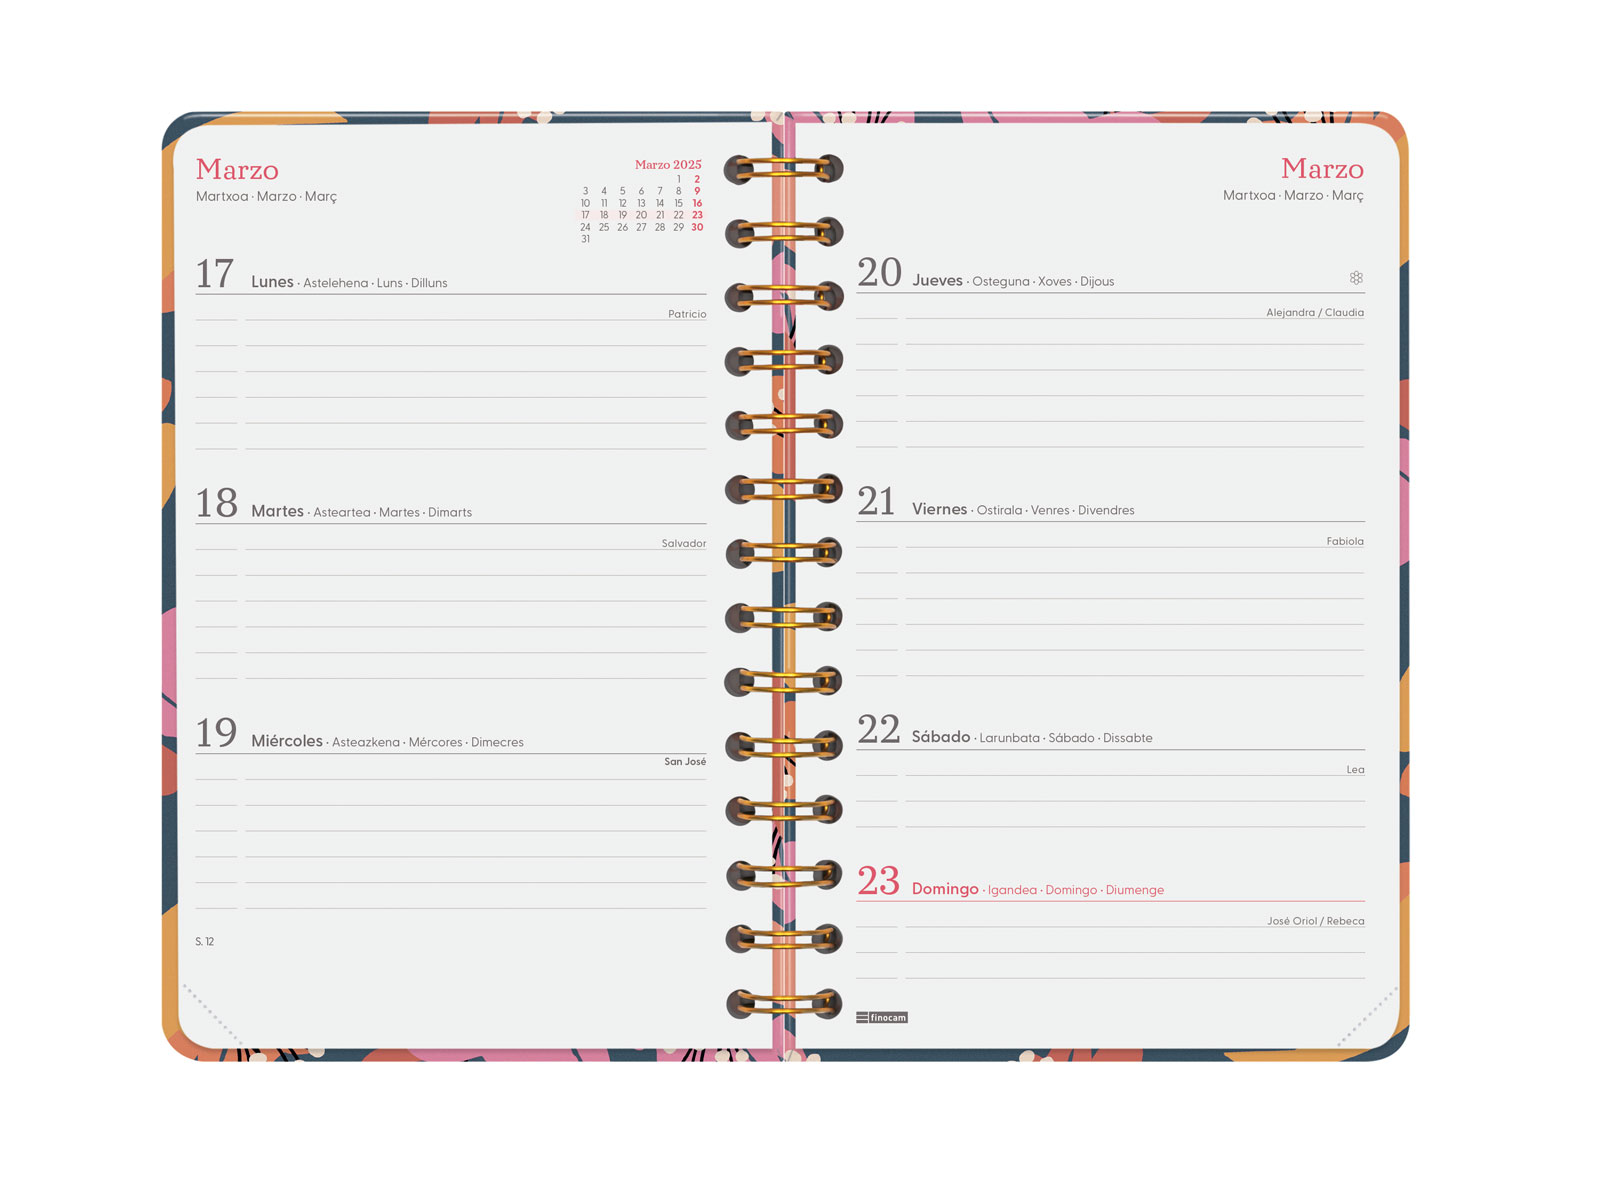 Marzo
Martxoa · Marzo · Març
Marzo 2025
1 2
3 4 5 6 7 8 9
10 11 12 13 14 15 16
17 18 19 20 21 22 23
24 25 26 27 28 29 30
31
17 Lunes · Astelehena · Luns · Dilluns
Patricio
18 Martes · Asteartea · Martes · Dimarts
Salvador
19 Miércoles · Asteazkena · Mércores · Dimecres
San José
S. 12
Marzo
Martxoa · Marzo · Març
20 Jueves · Osteguna · Xoves · Dijous
Alejandra / Claudia
21 Viernes · Ostirala · Venres · Divendres
Fabiola
22 Sábado · Larunbata · Sábado · Dissabte
Lea
23 Domingo · Igandea · Domingo · Diumenge
José Oriol / Rebeca
finocam